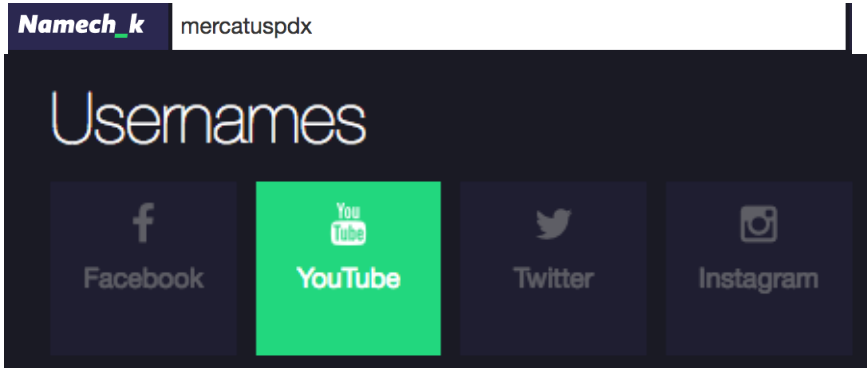 Namech_k mercatuspdx
Usernames
You
Tube
Facebook YouTube Twitter Instagram